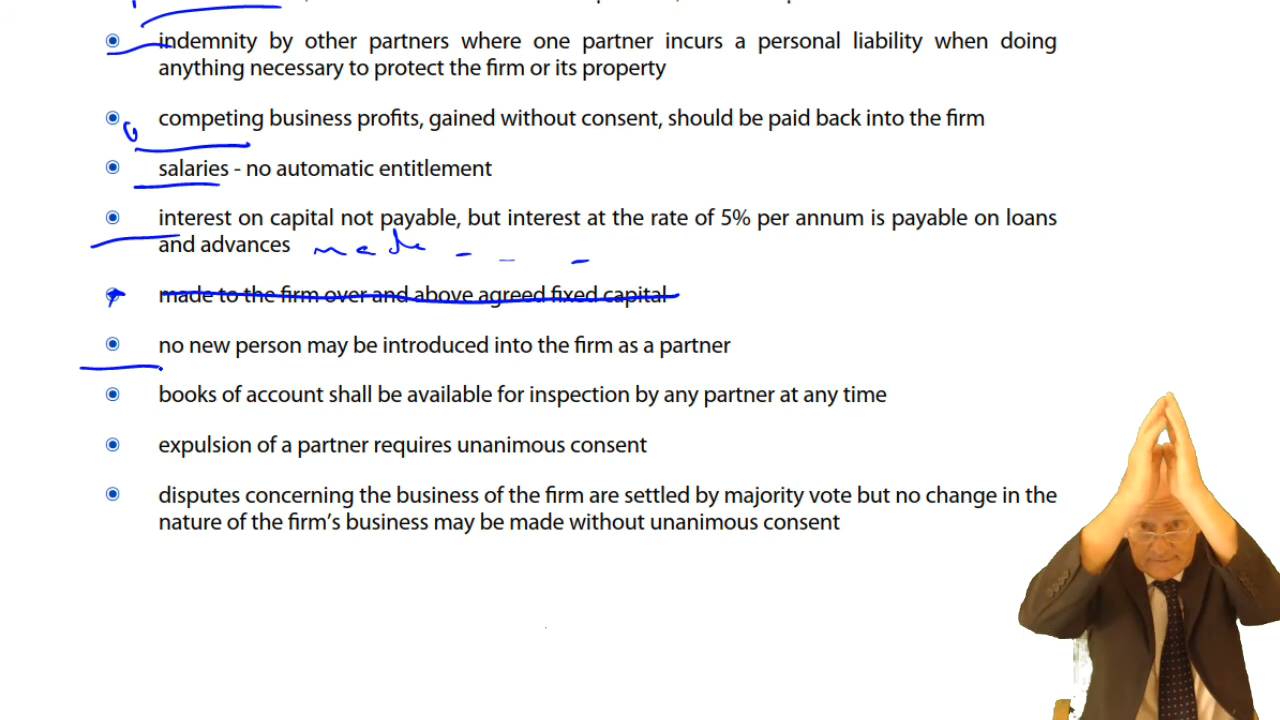 indemnity by other partners where one partner incurs a personal liability when doing
anything necessary to protect the firm or its property
competing business profits, gained without consent, should be paid back into the firm
salaries - no automatic entitlement
interest on capital not payable, but interest at the rate of 5% per annum is payable on loans
and advances made - - -
made to the firm over and above agreed fixed capital
no new person may be introduced into the firm as a partner
books of account shall be available for inspection by any partner at any time
expulsion of a partner requires unanimous consent
disputes concerning the business of the firm are settled by majority vote but no change in the
nature of the firm's business may be made without unanimous consent